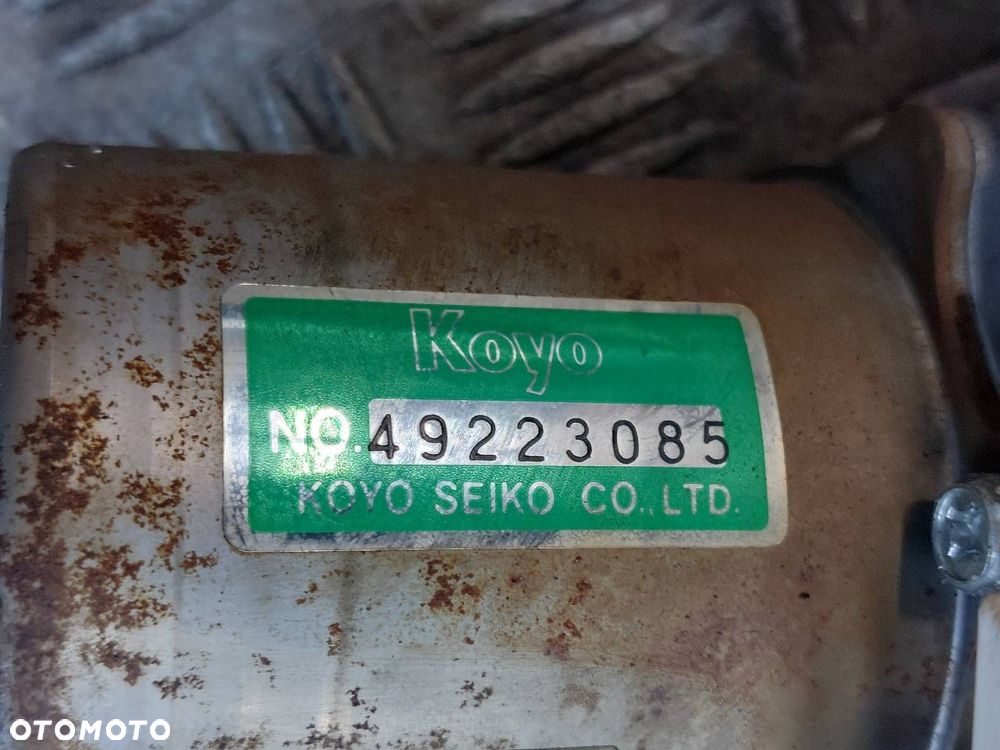 Koyo
NO. 49223085
KOYO SEIKO CO., LTD.
OTOMOTO